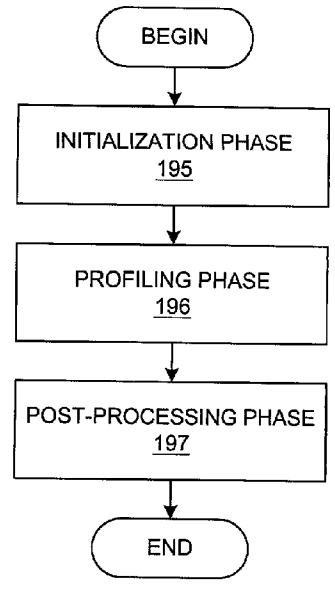 BEGIN
INITIALIZATION PHASE
195
PROFILING PHASE
196
POST-PROCESSING PHASE
197
END